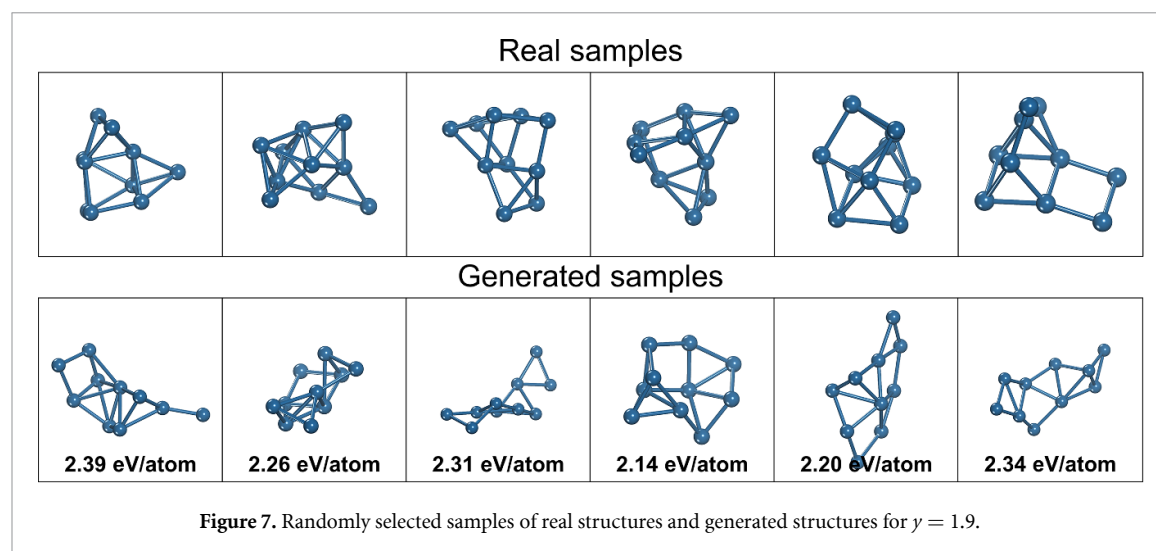 Real samples
Generated samples
2.39 eV/atom 2.26 eV/atom 2.31 eV/atom 2.14 eV/atom 2.20 eV/atom 2.34 eV/atom
Figure 7. Randomly selected samples of real structures and generated structures for y = 1.9.